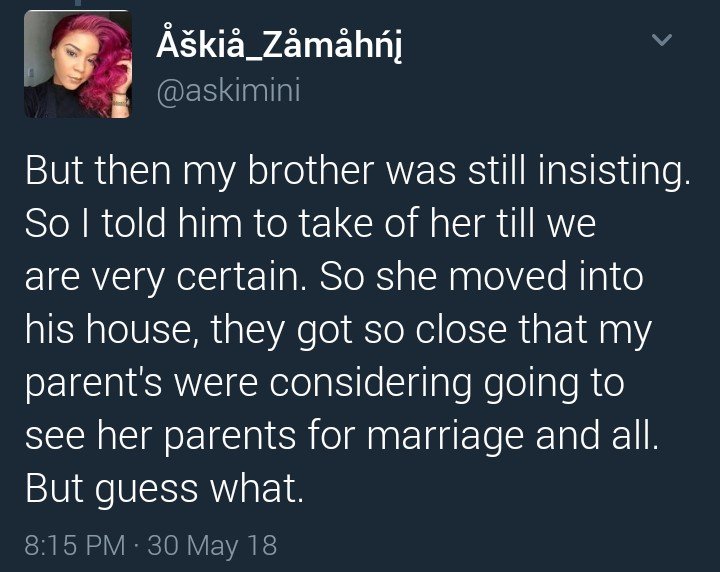 Åškiå_Zåmåhńį
@askimini
But then my brother was still insisting.
So I told him to take of her till we
are very certain. So she moved into
his house, they got so close that my
parent's were considering going to
see her parents for marriage and all.
But guess what.
8:15 PM · 30 May 18